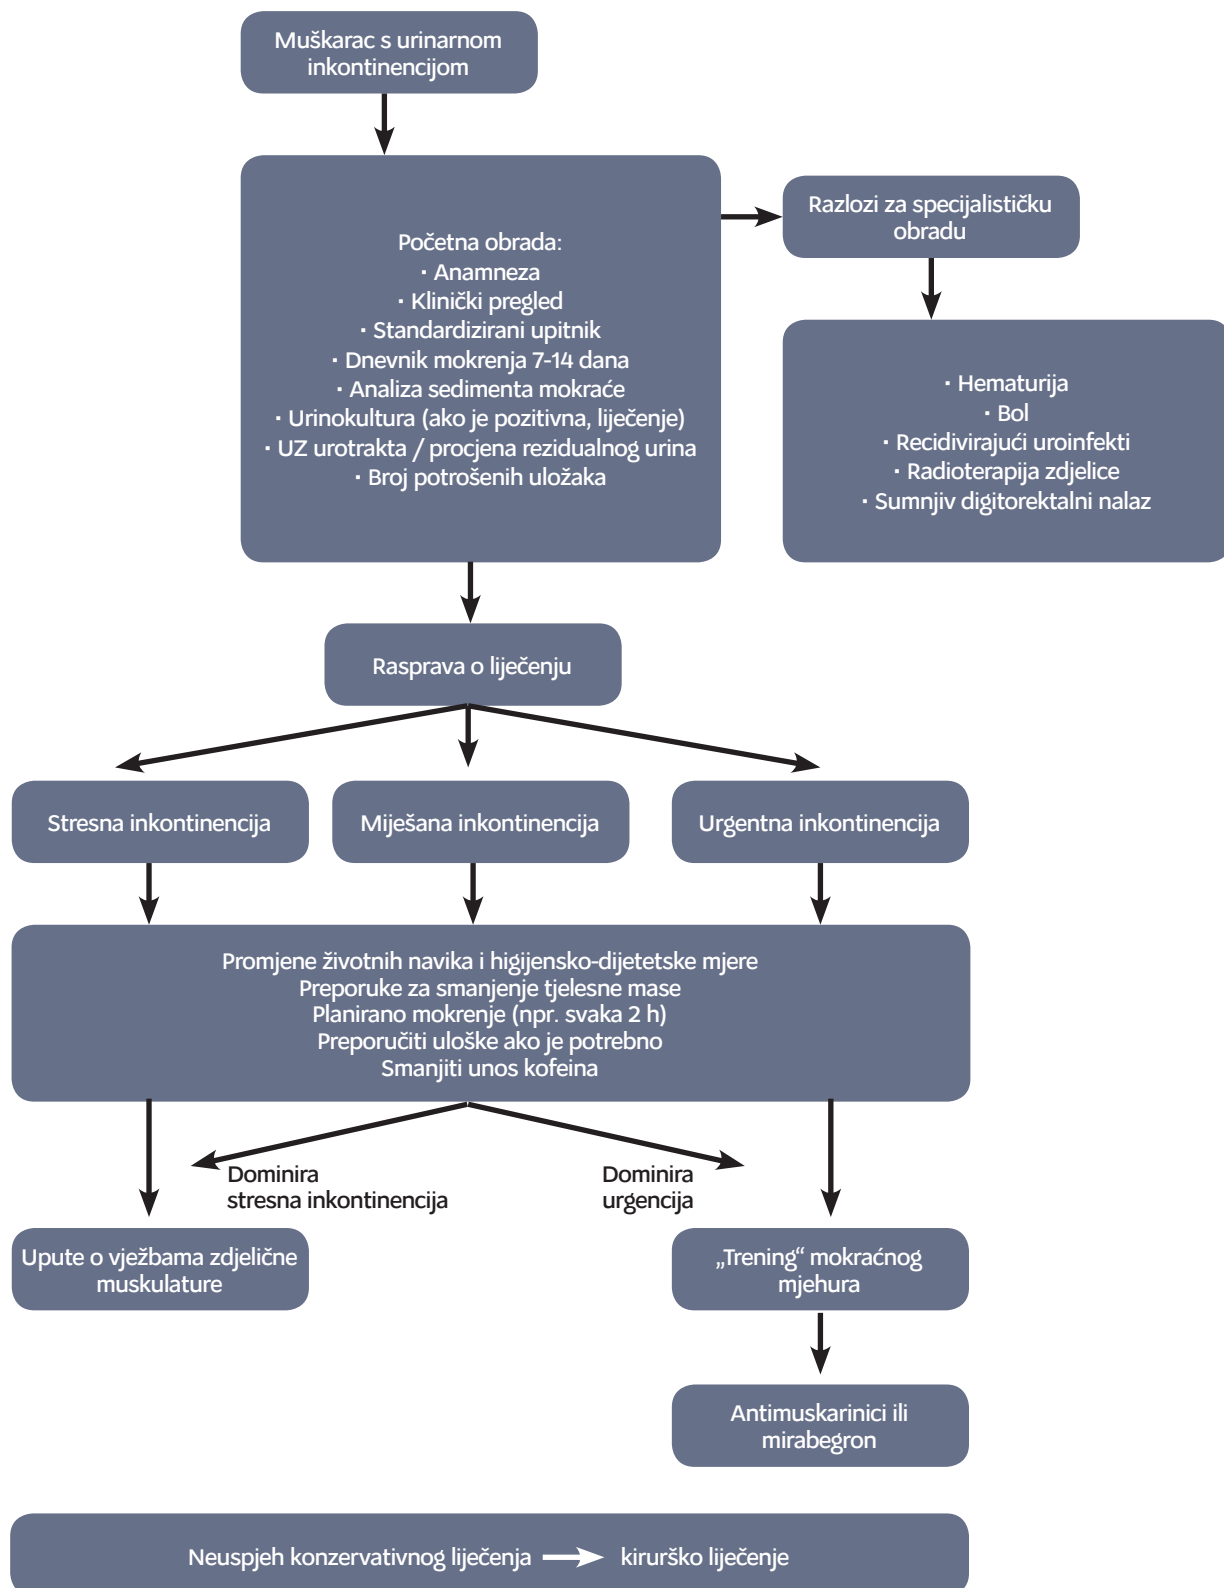 Muškarac s urinarnom
inkontinencijom
Početna obrada:
· Anamneza
· Klinički pregled
· Standardizirani upitnik
· Dnevnik mokrenja 7-14 dana
· Analiza sedimenta mokraće
· Urinokultura (ako je pozitivna, liječenje)
· UZ urotrakta / procjena rezidualnog urina
· Broj potrošenih uložaka
Razlozi za specijalističku
obradu
· Hematurija
· Bol
· Recidivirajući uroinfekti
· Radioterapija zdjelice
· Sumnjiv digitorektalni nalaz
Rasprava o liječenju
Stresna inkontinencija
Miješana inkontinencija
Urgentna inkontinencija
Promjene životnih navika i higijensko-dijetetske mjere
Preporuke za smanjenje tjelesne mase
Planirano mokrenje (npr. svaka 2 h)
Preporučiti uloške ako je potrebno
Smanjiti unos kofeina
Dominira
stresna inkontinencija
Dominira
urgencija
Upute o vježbama zdjelične
muskulature
„Trening“ mokraćnog
mjehura
Antimuskarinici ili
mirabegron
Neuspjeh konzervativnog liječenja → kirurško liječenje